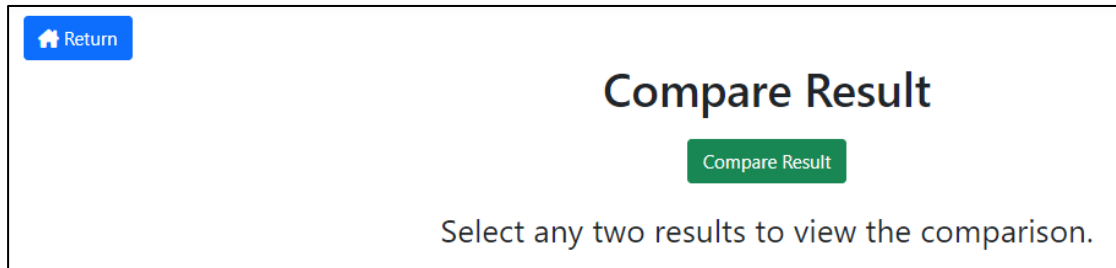 Return
Compare Result
Compare Result
Select any two results to view the comparison.